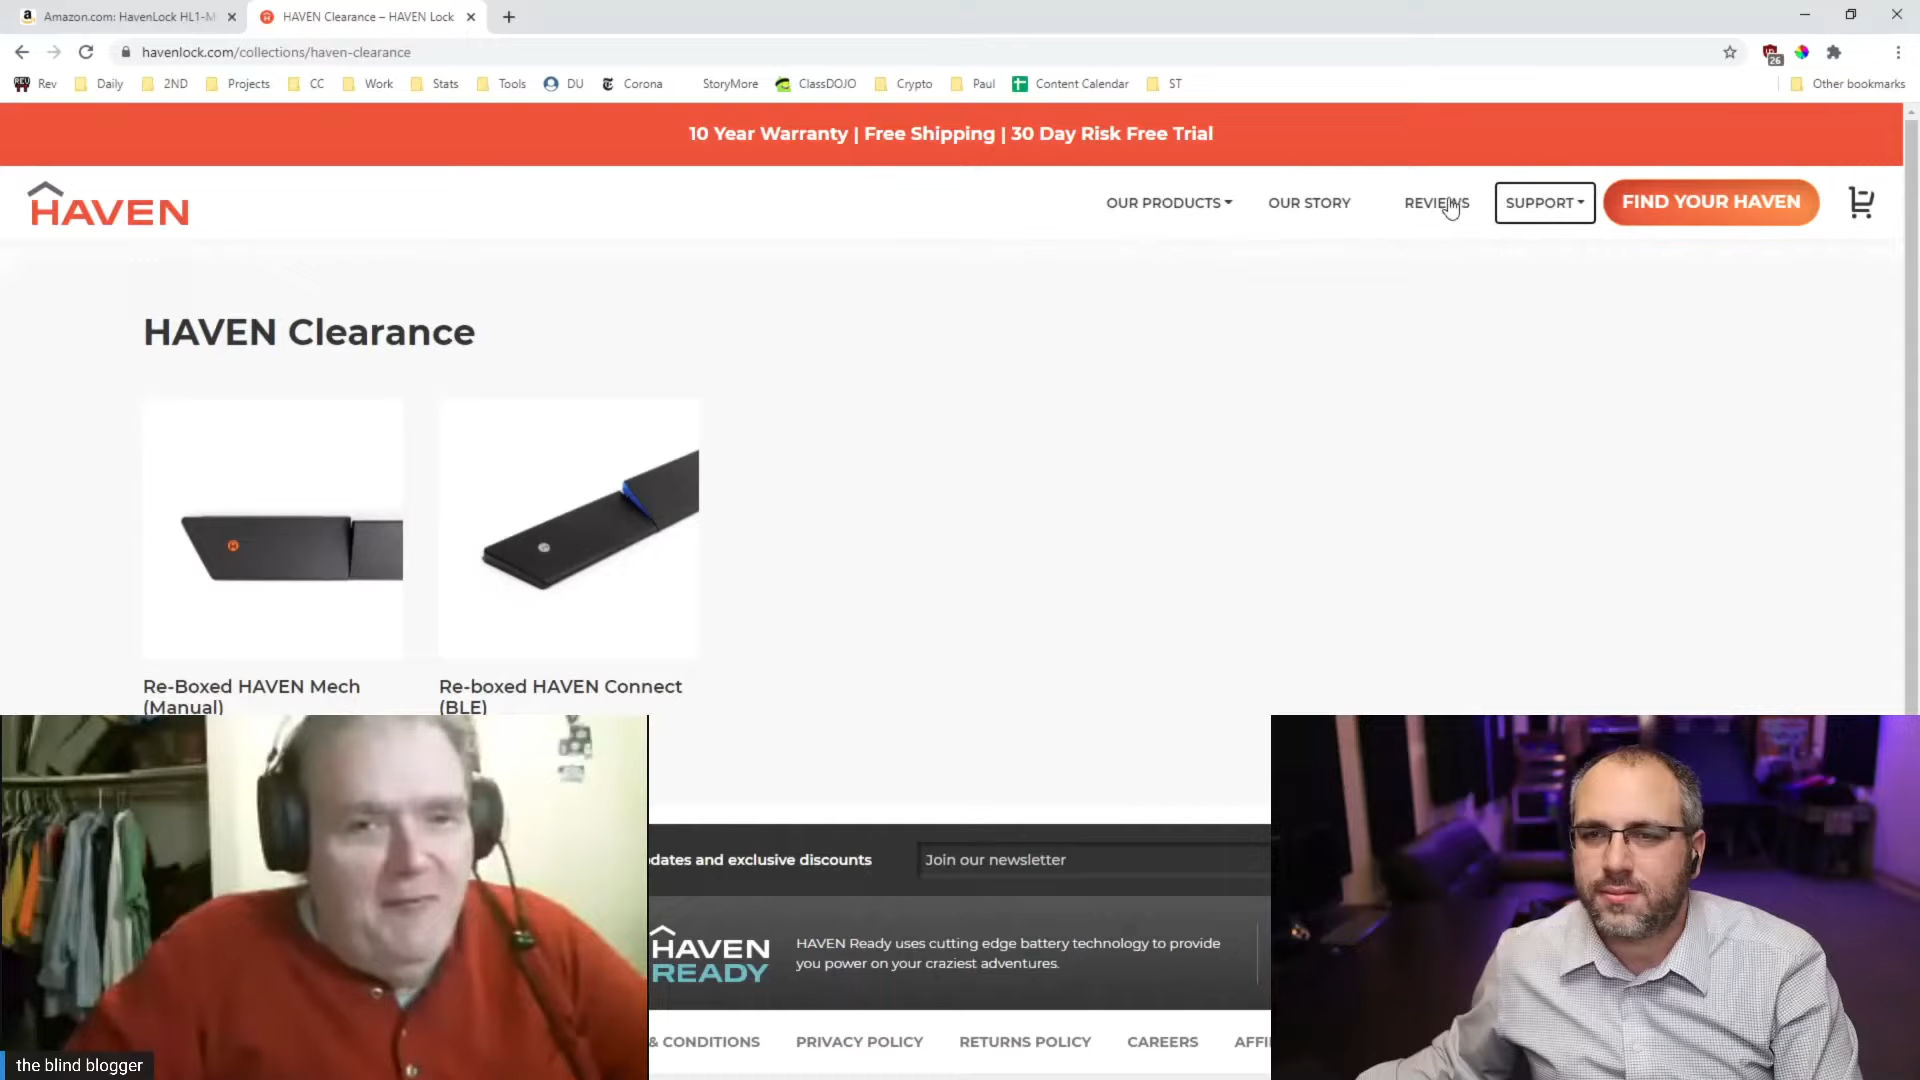 Amazon.com: HavenLock HL1-M
HAVEN Clearance – HAVEN Lock
havenlock.com/collections/haven-clearance
26
Rev Daily 2ND Projects CC Work Stats Tools DU Corona StoryMore ClassDOJO Crypto Paul Content Calendar ST Other bookmarks
10 Year Warranty | Free Shipping | 30 Day Risk Free Trial
HAVEN
OUR PRODUCTS OUR STORY REVIEWS SUPPORT FIND YOUR HAVEN
HAVEN Clearance
Re-Boxed HAVEN Mech
(Manual)
Re-boxed HAVEN Connect
(BLE)
dates and exclusive discounts
Join our newsletter
HAVEN
READY
HAVEN Ready uses cutting edge battery technology to provide
you power on your craziest adventures.
& CONDITIONS PRIVACY POLICY RETURNS POLICY CAREERS AFFI
the blind blogger